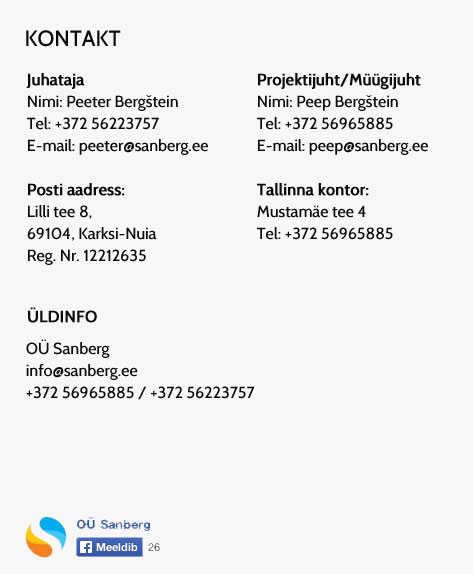 KONTAKT
Juhataja
Nimi: Peeter Bergštein
Tel: +372 56223757
E-mail: peeter@sanberg.ee
Projektijuht/Müügijuht
Nimi: Peep Bergštein
Tel: +372 56965885
E-mail: peep@sanberg.ee
Posti aadress:
Lilli tee 8,
69104, Karksi-Nuia
Reg. Nr. 12212635
Tallinna kontor:
Mustamäe tee 4
Tel: +372 56965885
ÜLDINFO
OÜ Sanberg
info@sanberg.ee
+372 56965885 / +372 56223757
OÜ Sanberg
Meeldib 26